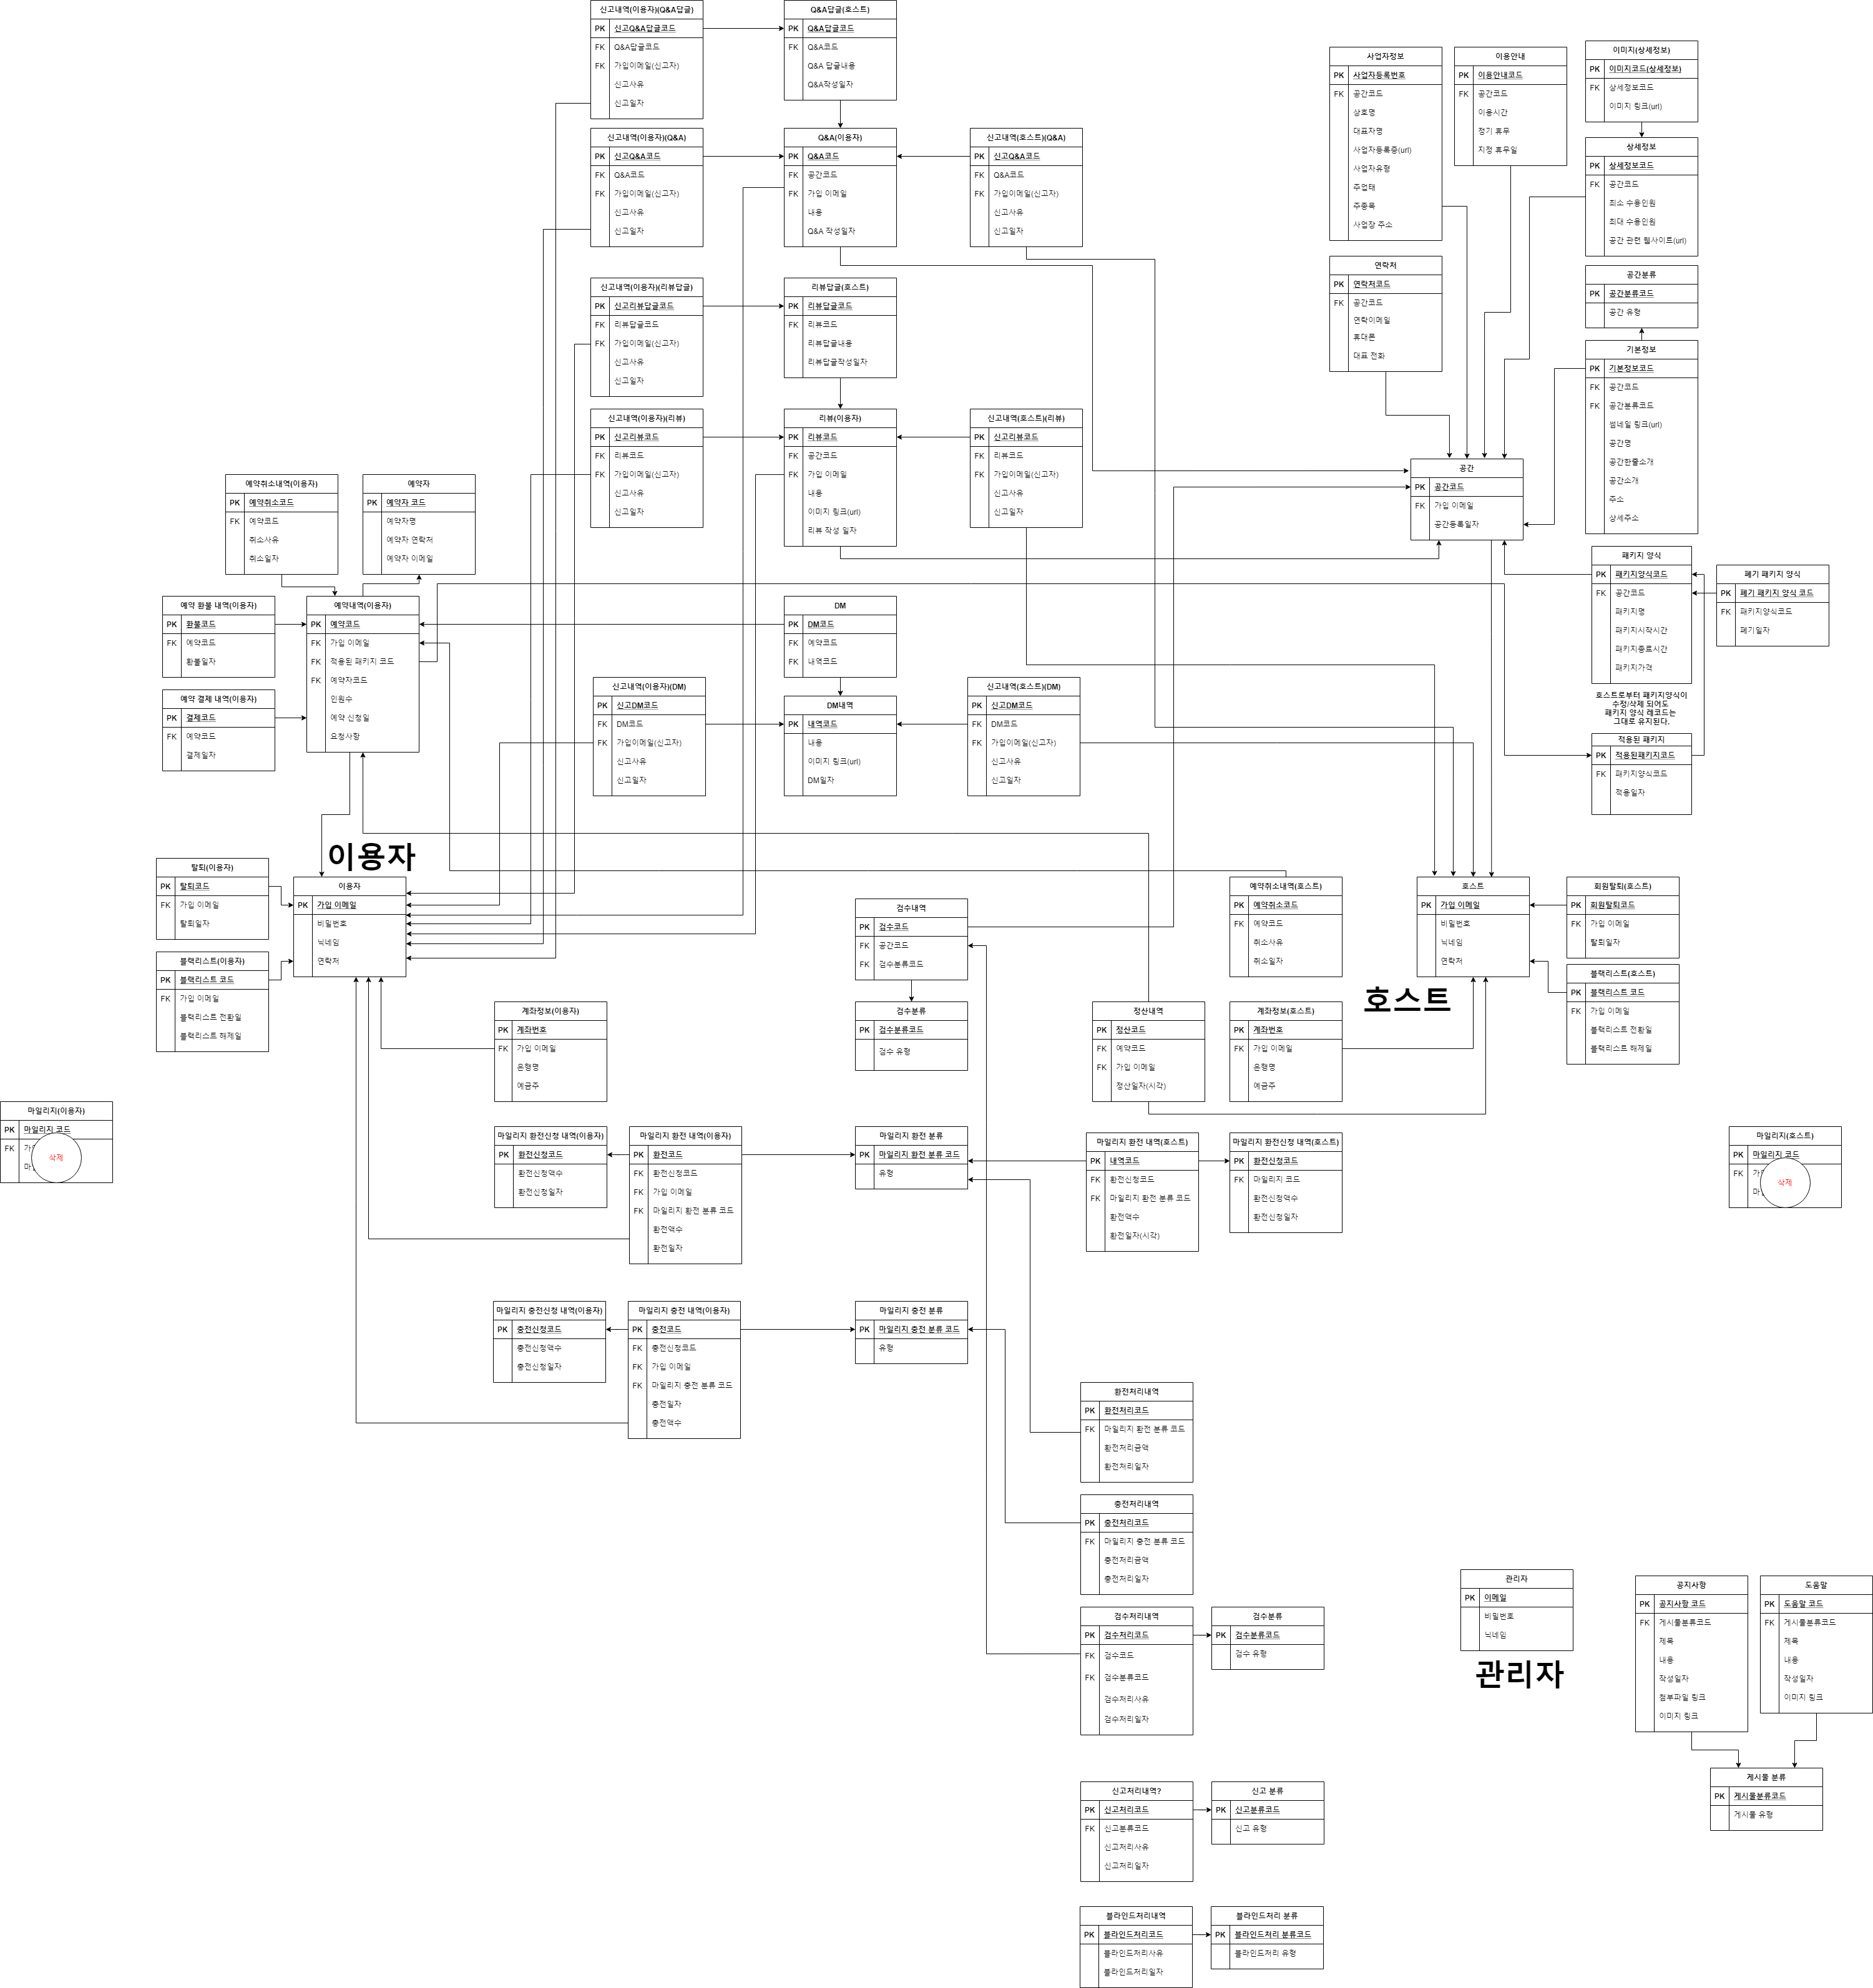 신고내역(이용자)(Q&A답글)
PK 신고Q&A답글코드
FK Q&A답글코드
FK 가입이메일(신고자)
신고사유
신고일자
Q&A답글(호스트)
PK Q&A답글코드
FK Q&A코드
Q&A 답글내용
Q&A작성일자
신고내역(이용자)(Q&A)
PK 신고Q&A코드
FK Q&A코드
FK 가입이메일(신고자)
신고사유
신고일자
Q&A(이용자)
PK Q&A코드
FK 공간코드
FK 가입 이메일
내용
Q&A 작성일자
신고내역(호스트)(Q&A)
PK 신고Q&A코드
FK Q&A코드
FK 가입이메일(신고자)
신고사유
신고일자
사업자정보
PK 사업자등록번호
FK 공간코드
상호명
대표자명
사업자등록증(url)
사업자유형
주업태
주종목
사업장 주소
이용안내
PK 이용안내코드
FK 공간코드
이용시간
정기 휴무
지정 휴무일
이미지(상세정보)
PK 이미지코드(상세정보)
FK 상세정보코드
이미지 링크(url)
상세정보
PK 상세정보코드
FK 공간코드
최소 수용인원
최대 수용인원
공간 관련 웹사이트(url)
연락처
PK 연락처코드
FK 공간코드
연락이메일
휴대폰
대표 전화
공간분류
PK 공간분류코드
공간 유형
기본정보
PK 기본정보코드
FK 공간코드
FK 공간분류코드
썸네일 링크(url)
공간명
공간한줄소개
공간소개
주소
상세주소
신고내역(이용자)(리뷰답글)
PK 신고리뷰답글코드
FK 리뷰답글코드
FK 가입이메일(신고자)
신고사유
신고일자
리뷰답글(호스트)
PK 리뷰답글코드
FK 리뷰코드
리뷰답글내용
리뷰답글작성일자
신고내역(이용자)(리뷰)
PK 신고리뷰코드
FK 리뷰코드
FK 가입이메일(신고자)
신고사유
신고일자
리뷰(이용자)
PK 리뷰코드
FK 공간코드
FK 가입 이메일
내용
이미지 링크(url)
리뷰 작성 일자
신고내역(호스트)(리뷰)
PK 신고리뷰코드
FK 리뷰코드
FK 가입이메일(신고자)
신고사유
신고일자
공간
PK 공간코드
FK 가입 이메일
공간등록일자
예약취소내역(이용자)
PK 예약취소코드
FK 예약코드
취소사유
취소일자
예약자
PK 예약자 코드
예약자명
예약자 연락처
예약자 이메일
패키지 양식
PK 패키지양식코드
FK 공간코드
패키지명
패키지시작시간
패키지종료시간
패키지가격
폐기 패키지 양식
PK 폐기 패키지 양식 코드
FK 패키지양식코드
폐기일자
호스트로부터 패키지양식이
수정/삭제 되어도
패키지 양식 레코드는
그대로 유지된다.
적용된 패키지
PK 적용된패키지코드
FK 패키지양식코드
적용일자
예약 환불 내역(이용자)
PK 환불코드
FK 예약코드
환불일자
예약 결제 내역(이용자)
PK 결제코드
FK 예약코드
결제일자
예약내역(이용자)
PK 예약코드
FK 가입 이메일
FK 적용된 패키지 코드
FK 예약자코드
인원수
예약 신청일
요청사항
DM
PK DM코드
FK 예약코드
FK 내역코드
신고내역(이용자)(DM)
PK 신고DM코드
FK DM코드
FK 가입이메일(신고자)
신고사유
신고일자
DM내역
PK 내역코드
내용
이미지 링크(url)
DM일자
신고내역(호스트)(DM)
PK 신고DM코드
FK DM코드
FK 가입이메일(신고자)
신고사유
신고일자
이용자
탈퇴(이용자)
PK 탈퇴코드
FK 가입 이메일
탈퇴일자
이용자
PK 가입 이메일
비밀번호
닉네임
연락처
블랙리스트(이용자)
PK 블랙리스트 코드
FK 가입 이메일
블랙리스트 전환일
블랙리스트 해제일
검수내역
PK 검수코드
FK 공간코드
FK 검수분류코드
예약취소내역(호스트)
PK 예약취소코드
FK 예약코드
취소사유
취소일자
호스트
PK 가입 이메일
비밀번호
닉네임
연락처
회원탈퇴(호스트)
PK 회원탈퇴코드
FK 가입 이메일
탈퇴일자
블랙리스트(호스트)
PK 블랙리스트 코드
FK 가입 이메일
블랙리스트 전환일
블랙리스트 해제일
호스트
계좌정보(이용자)
PK 계좌번호
FK 가입 이메일
은행명
예금주
검수분류
PK 검수분류코드
검수 유형
정산내역
PK 정산코드
FK 예약코드
FK 가입 이메일
정산일자(시각)
계좌정보(호스트)
PK 계좌번호
FK 가입 이메일
은행명
예금주
마일리지(이용자)
PK 마일리지 코드
FK
삭제
마일리지 환전신청 내역(이용자)
PK 환전신청코드
환전신청액수
환전신청일자
마일리지 환전 내역(이용자)
PK 환전코드
FK 환전신청코드
FK 가입 이메일
FK 마일리지 환전 분류 코드
환전액수
환전일자
마일리지 환전 분류
PK 마일리지 환전 분류 코드
유형
마일리지 환전 내역(호스트)
PK 내역코드
FK 환전신청코드
FK 마일리지 환전 분류 코드
환전액수
환전일자(시각)
마일리지 환전신청 내역(호스트)
PK 환전신청코드
FK 마일리지 코드
환전신청액수
환전신청일자
마일리지(호스트)
PK 마일리지 코드
FK
삭제
마일리지 충전신청 내역(이용자)
PK 충전신청코드
충전신청액수
충전신청일자
마일리지 충전 내역(이용자)
PK 충전코드
FK 충전신청코드
FK 가입 이메일
FK 마일리지 충전 분류 코드
충전일자
충전액수
마일리지 충전 분류
PK 마일리지 충전 분류 코드
유형
환전처리내역
PK 환전처리코드
FK 마일리지 환전 분류 코드
환전처리금액
환전처리일자
충전처리내역
PK 충전처리코드
FK 마일리지 충전 분류 코드
충전처리금액
충전처리일자
검수처리내역
PK 검수처리코드
FK 검수코드
FK 검수분류코드
검수처리사유
검수처리일자
검수분류
PK 검수분류코드
검수 유형
관리자
PK 이메일
비밀번호
닉네임
관리자
공지사항
PK 공지사항 코드
FK 게시물분류코드
제목
내용
작성일자
첨부파일 링크
이미지 링크
도움말
PK 도움말 코드
FK 게시물분류코드
제목
내용
작성일자
이미지 링크
게시물 분류
PK 게시물분류코드
게시물 유형
신고처리내역?
PK 신고처리코드
FK 신고분류코드
신고처리사유
신고처리일자
신고 분류
PK 신고분류코드
신고 유형
블라인드처리내역
PK 블라인드처리코드
블라인드처리사유
블라인드처리일자
블라인드처리 분류
PK 블라인드처리 분류코드
블라인드처리 유형